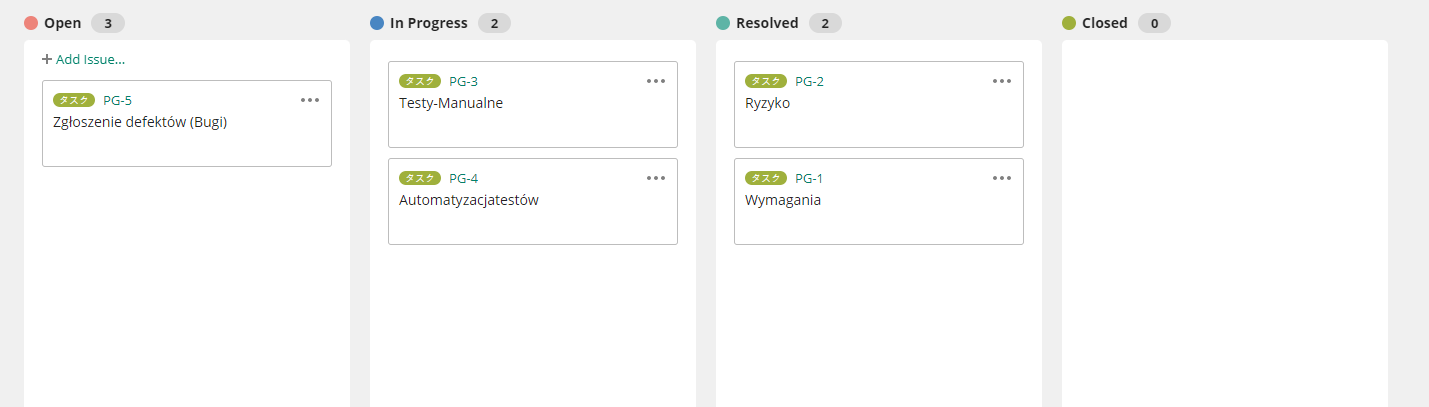 Open 3
+ Add Issue...
タスク PG-5
Zgłoszenie defektów (Bugi)
In Progress 2
タスク PG-3
Testy-Manualne
タスク PG-4
Automatyzacjatestów
Resolved 2
タスク PG-2
Ryzyko
タスク PG-1
Wymagania
Closed 0